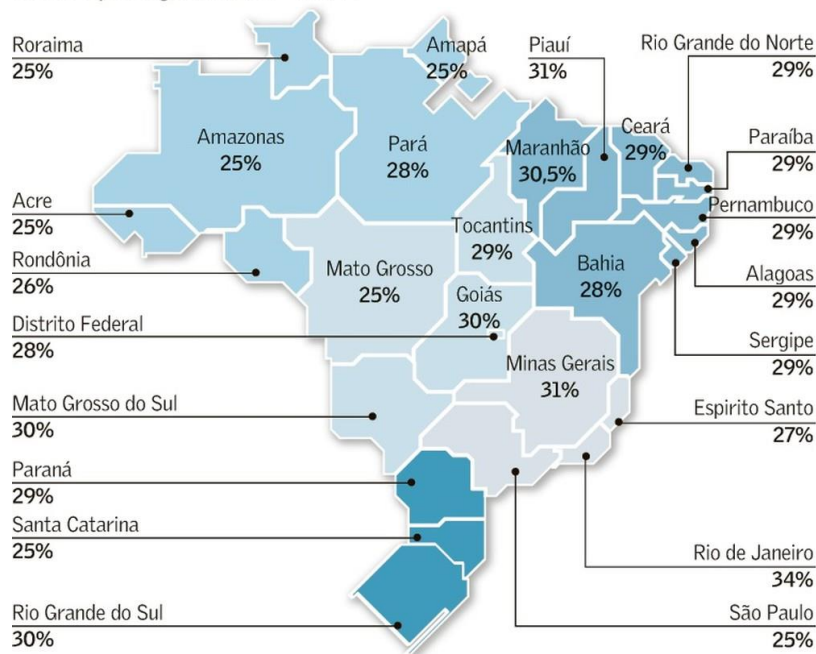 Roraima
25%
Amapá
25%
Piauí
31%
Rio Grande do Norte
29%
Amazonas
25%
Pará
28%
Maranhão
30,5%
Ceará
29%
Paraíba
29%
Acre
25%
Tocantins
29%
Pernambuco
29%
Rondônia
26%
Mato Grosso
25%
Goiás
30%
Bahia
28%
Alagoas
29%
Distrito Federal
28%
Minas Gerais
31%
Sergipe
29%
Mato Grosso do Sul
30%
Espirito Santo
27%
Paraná
29%
Santa Catarina
25%
Rio de Janeiro
34%
Rio Grande do Sul
30%
São Paulo
25%